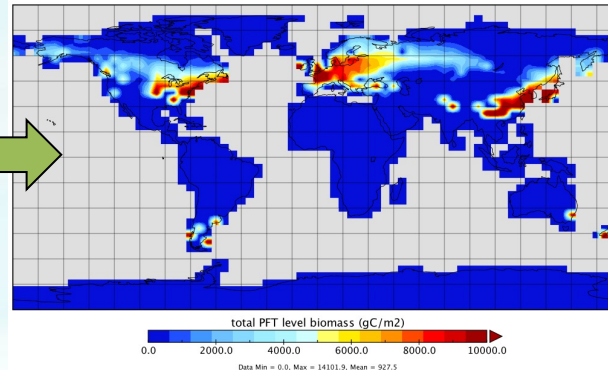 total PFT level biomass (gC/m2)
0.0 2000.0 4000.0 6000.0 8000.0 10000.0
Data Min = 0.0, Max = 14101.9, Mean = 927.5